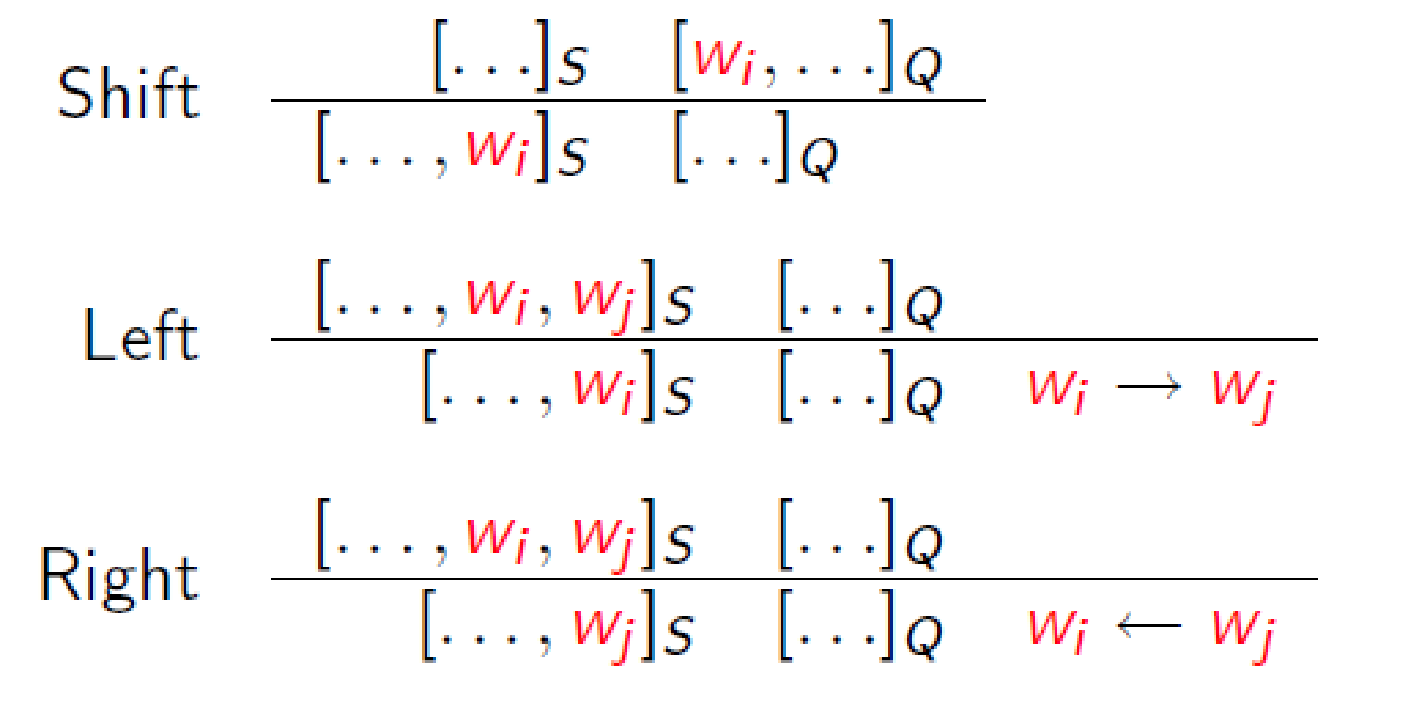 [. . .]S [wi, . . .]Q
Shift
[. . . , wi]S [. . .]Q
[. . . , wi, wj]S [. . .]Q
Left
[. . . , wi]S [. . .]Q wi ⟶ wj
[. . . , wi, wj]S [. . .]Q
Right
[. . . , wj]S [. . .]Q wi ⟵ wj